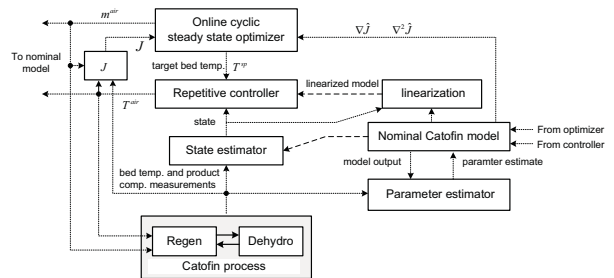 m^air
Online cyclic
steady state optimizer
∇Ĵ ∇²Ĵ
To nominal
model
J
J
target bed temp. T^sp
linearized model
T^air
Repetitive controller
linearization
state
Nominal Catofin model
From optimizer
From controller
State estimator
model output
paramter estimate
bed temp. and product
comp. measurements
Parameter estimator
Regen
Dehydro
Catofin process